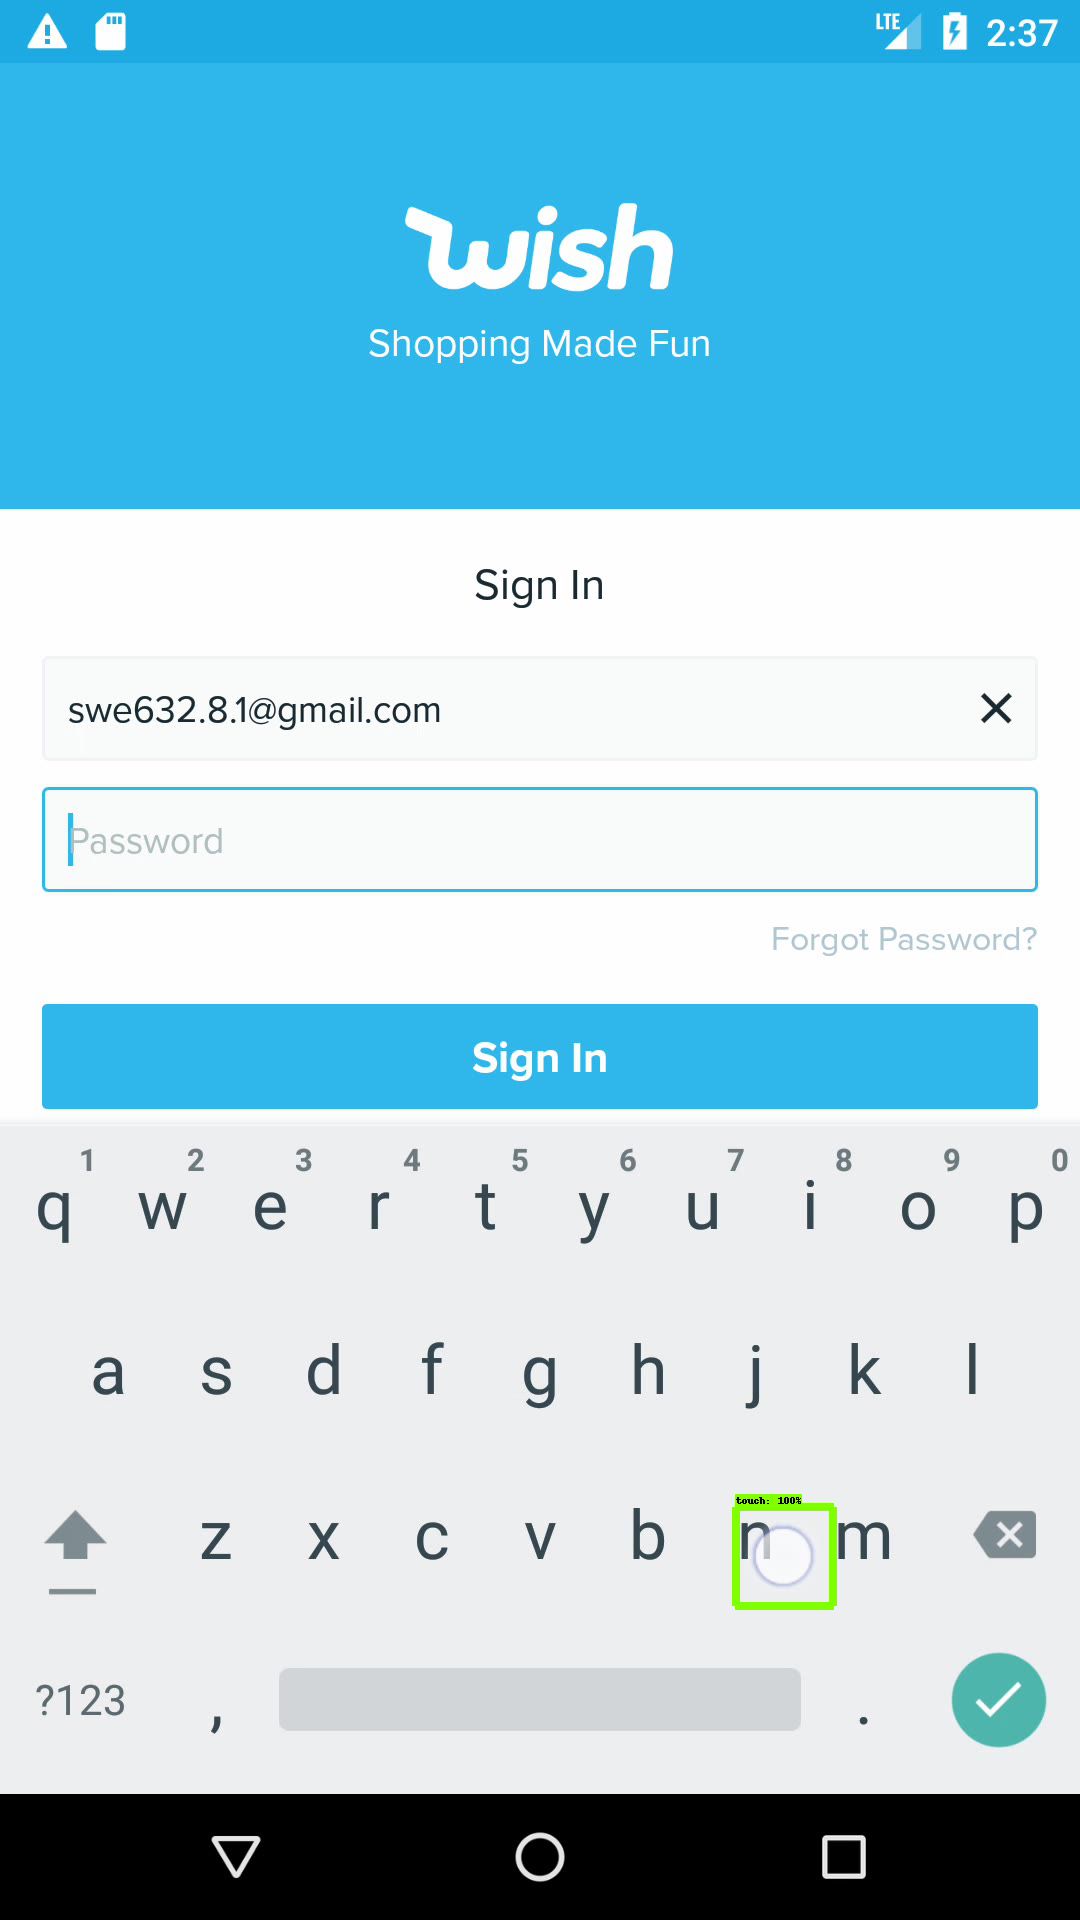 LTE 2:37
wish
Shopping Made Fun
Sign In
swe632.8.1@gmail.com
Password
Forgot Password?
Sign In
1 2 3 4 5 6 7 8 9 0
q w e r t y u i o p
a s d f g h j k l
touch: 100%
z x c v b n m
?123 , .